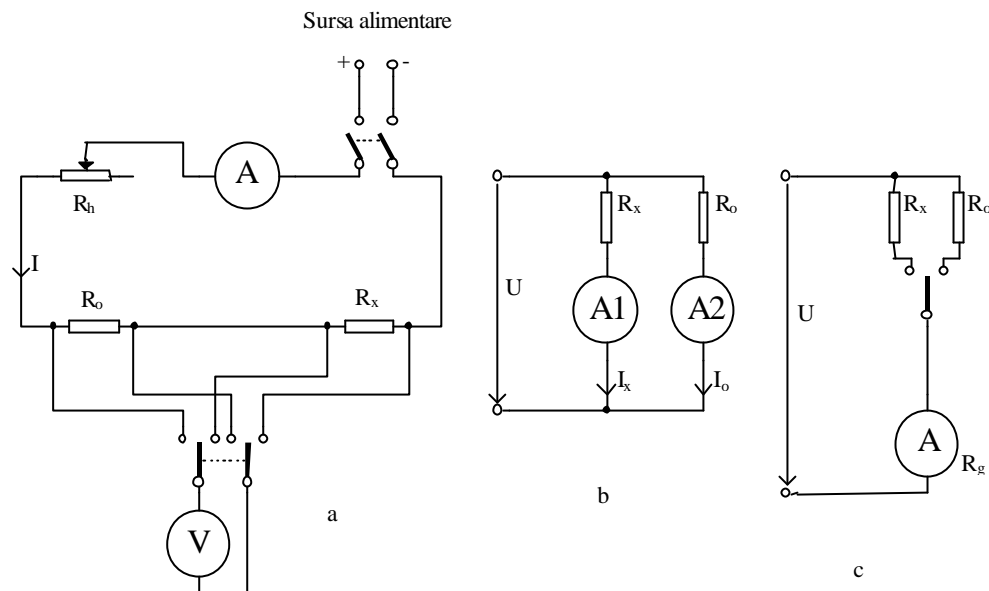 Sursa alimentare
+ -
A
Rh
I
Ro
Rx
V
a
U
Rx
Ro
A1
A2
Ix
Io
b
U
Rx
Ro
A
Rg
c